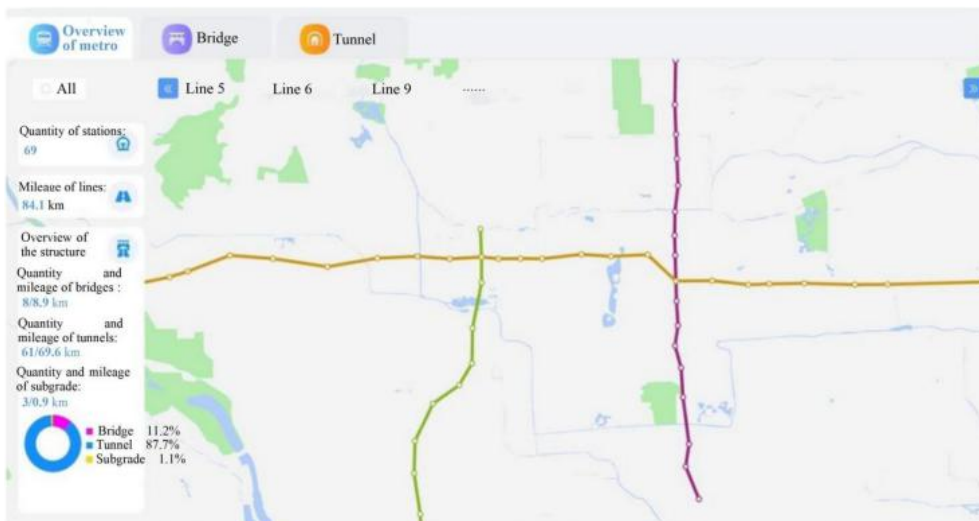 Overview
of metro
Bridge
Tunnel
All
Line 5
Line 6
Line 9
......
Quantity of stations:
69
Mileage of lines:
84.1 km
Overview of
the structure
Quantity and
mileage of bridges :
8/8.9 km
Quantity and
mileage of tunnels:
61/69.6 km
Quantity and mileage
of subgrade:
3/0.9 km
Bridge 11.2%
Tunnel 87.7%
Subgrade 1.1%